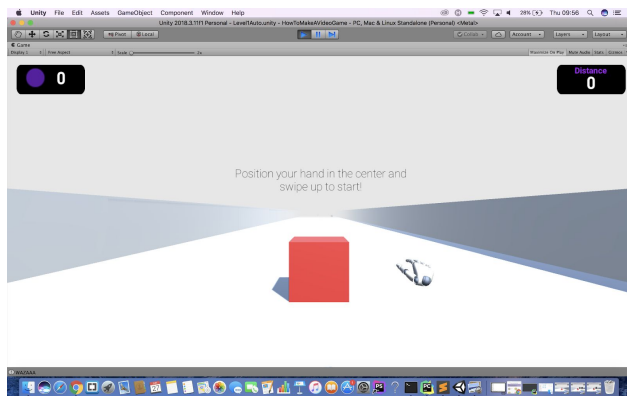 Unity File Edit Assets GameObject Component Window Help 28% Thu 09:56
Unity 2018.3.11f1 Personal - Level1Auto.unity - HowToMakeAVideoGame - PC, Mac & Linux Standalone (Personal) <Metal>
Pivot Local Collab Account Layers Layout
Game
Display 1 Free Aspect Scale 2x Maximize On Play Mute Audio Stats Gizmos
0
Distance
0
Position your hand in the center and
swipe up to start!
WAZAAA